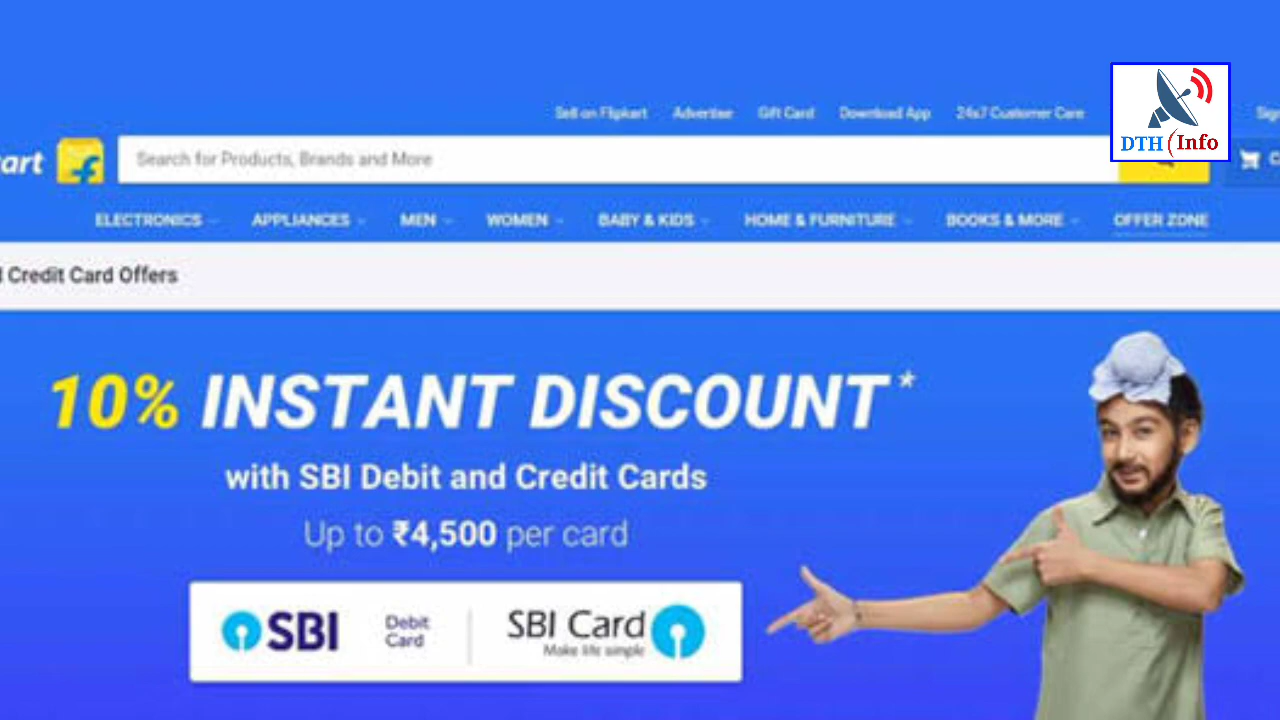 Sell on Flipkart Advertise Gift Card Download App 24x7 Customer Care
DTH Info
art
Search for Products, Brands and More
ELECTRONICS APPLIANCES MEN WOMEN BABY & KIDS HOME & FURNITURE BOOKS & MORE OFFER ZONE
Credit Card Offers
10% INSTANT DISCOUNT*
with SBI Debit and Credit Cards
Up to ₹4,500 per card
SBI Debit Card
SBI Card
Make life simple